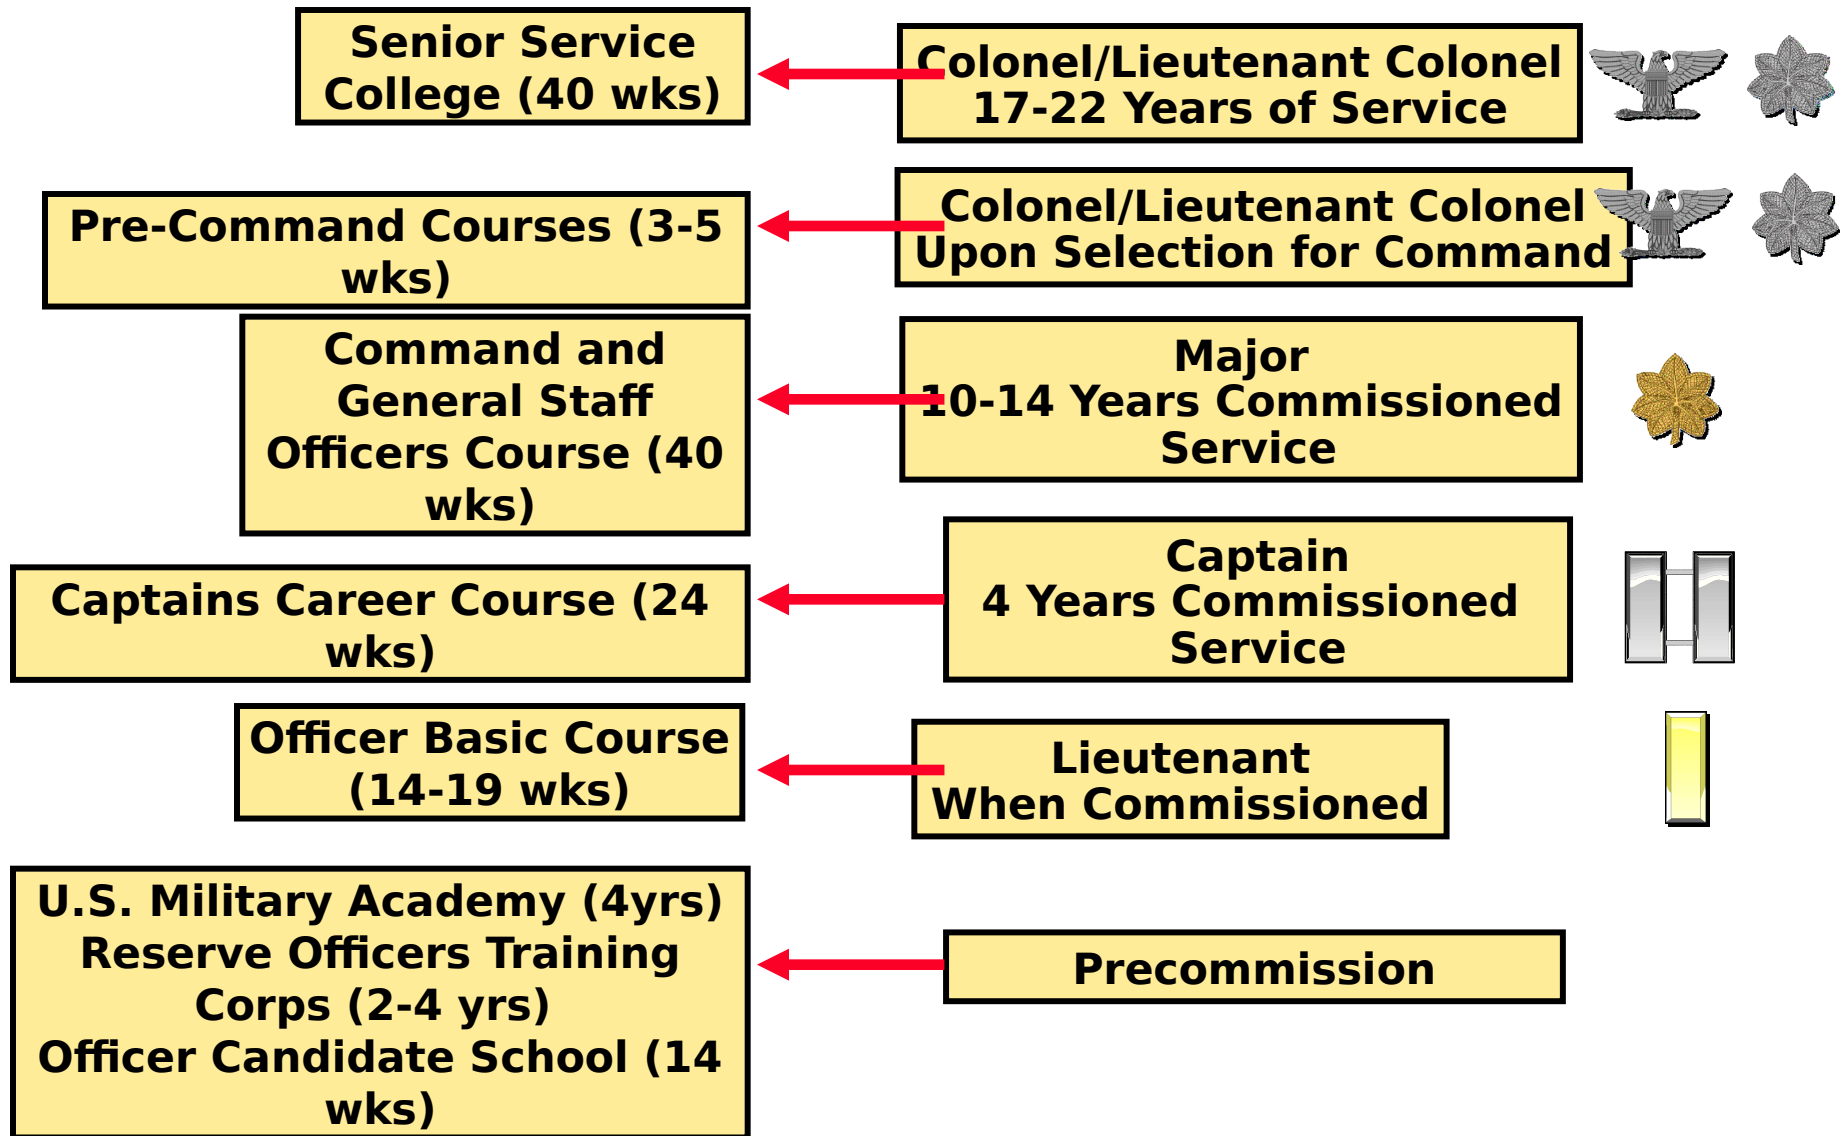 Senior Service
College (40 wks)
Colonel/Lieutenant Colonel
17-22 Years of Service
Pre-Command Courses (3-5
wks)
Colonel/Lieutenant Colonel
Upon Selection for Command
Command and
General Staff
Officers Course (40
wks)
Major
10-14 Years Commissioned
Service
Captains Career Course (24
wks)
Captain
4 Years Commissioned
Service
Officer Basic Course
(14-19 wks)
Lieutenant
When Commissioned
U.S. Military Academy (4yrs)
Reserve Officers Training
Corps (2-4 yrs)
Officer Candidate School (14
wks)
Precommission